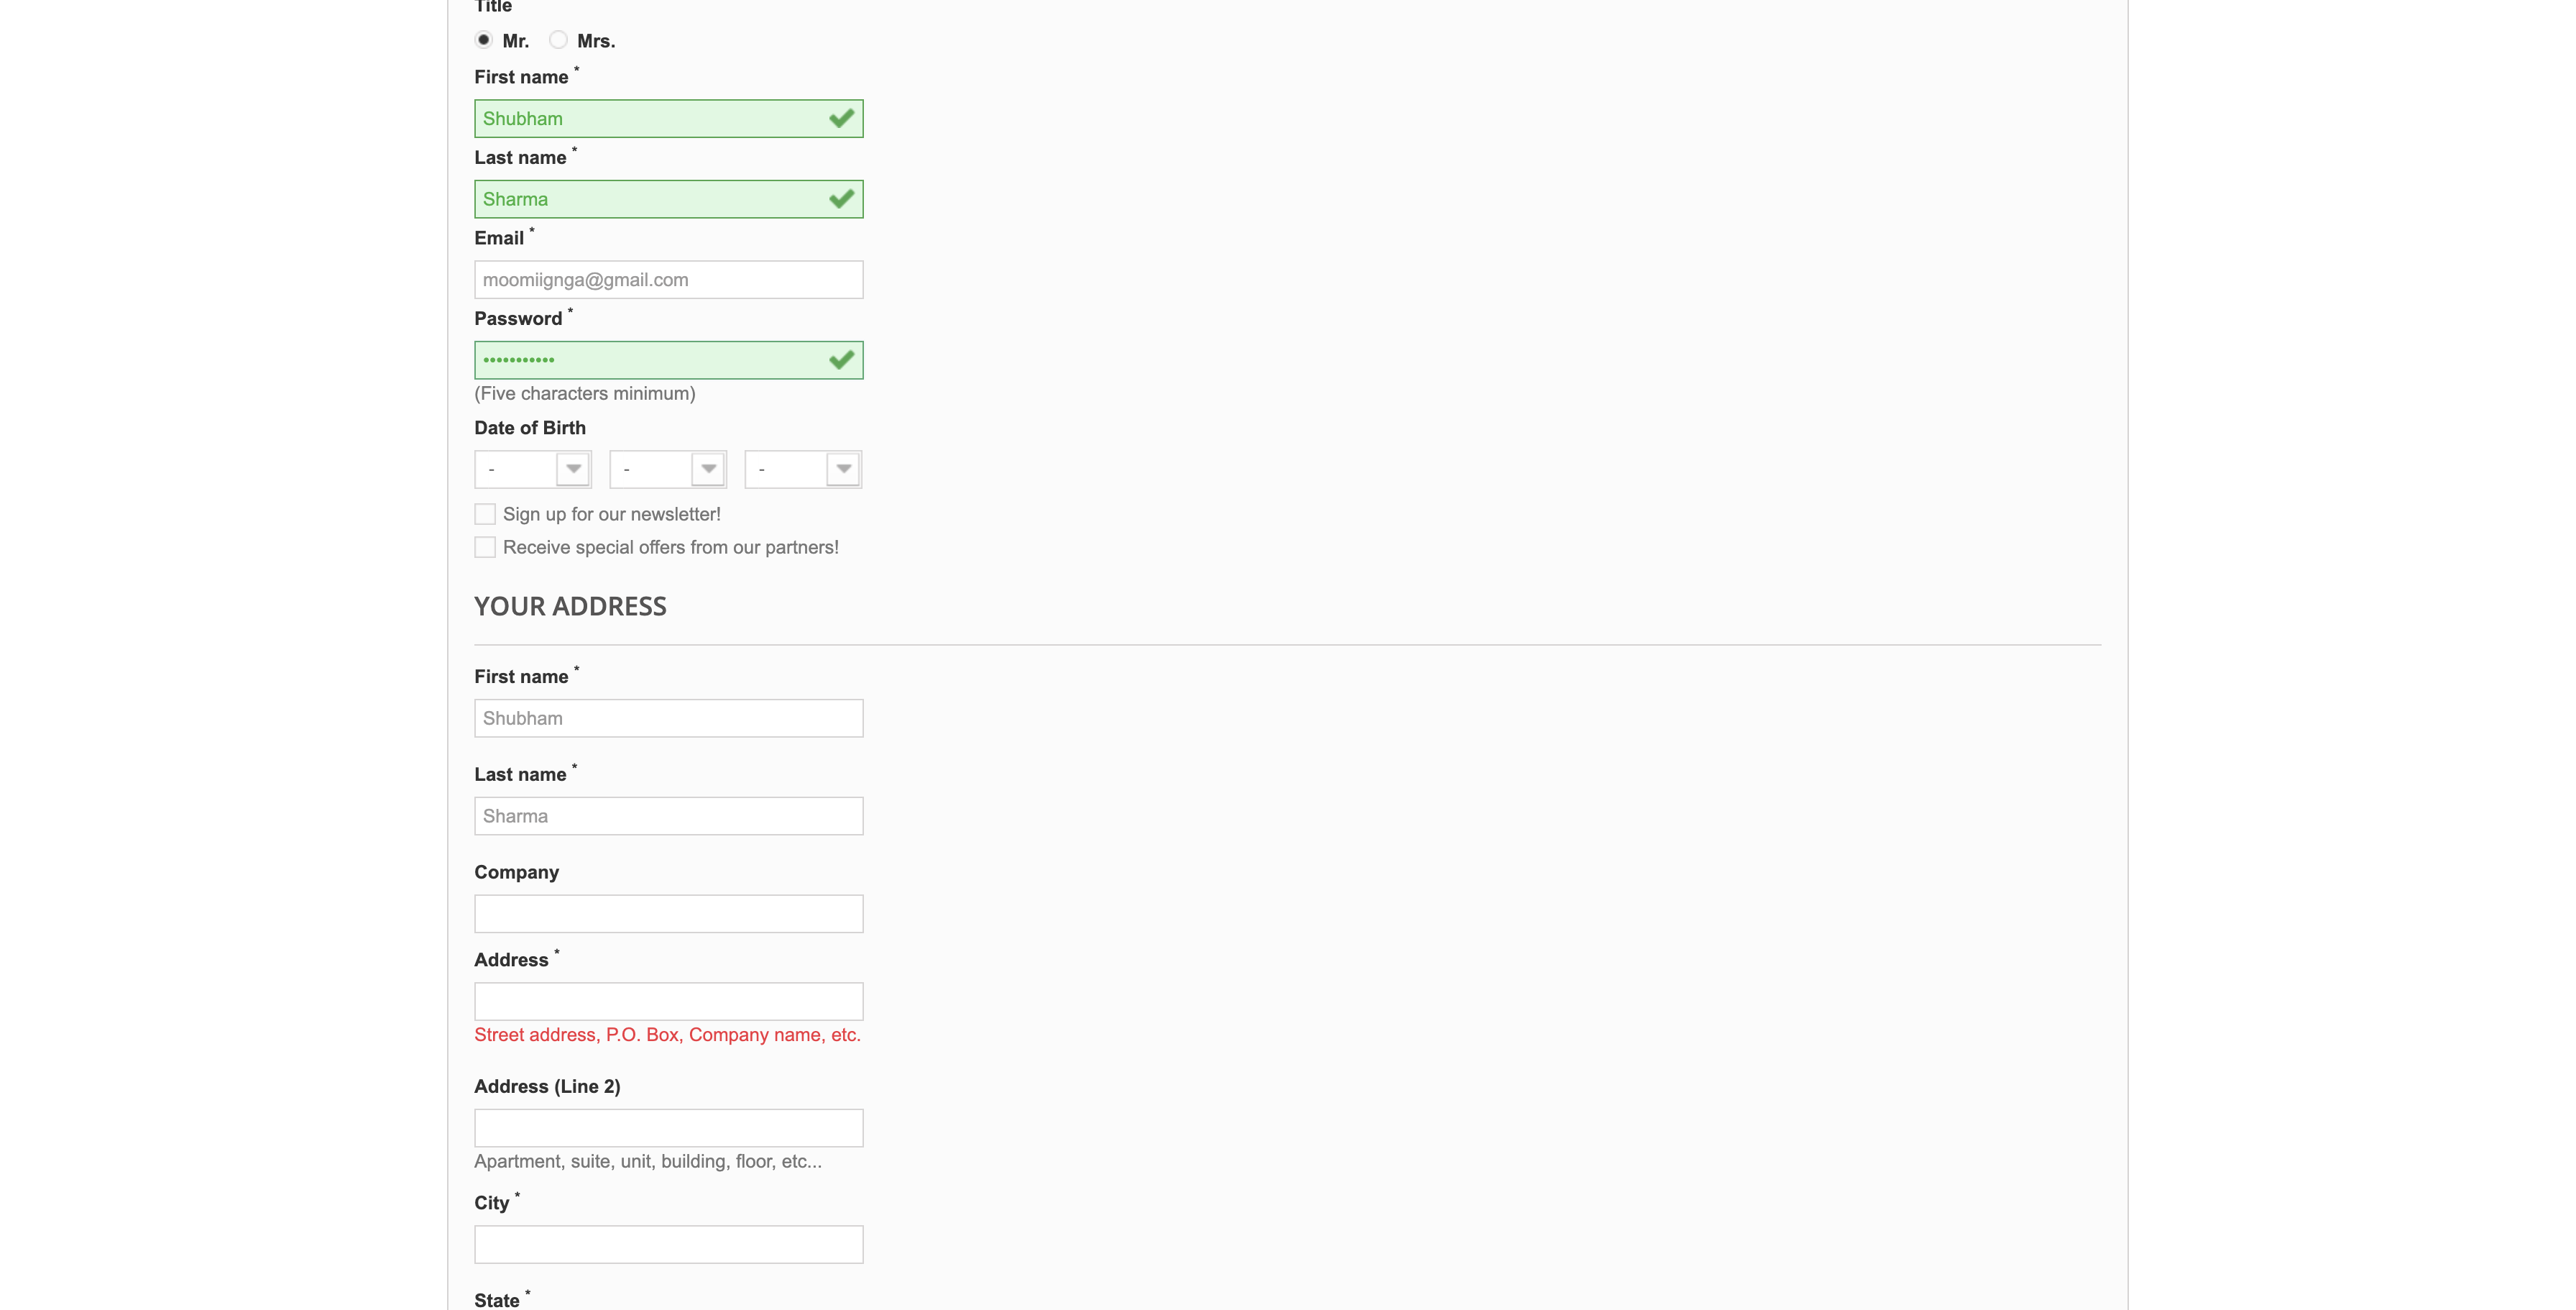 Title
Mr. Mrs.
First name *
Shubham
Last name *
Sharma
Email *
moomiignga@gmail.com
Password *
•••••••••••
(Five characters minimum)
Date of Birth
- - -
Sign up for our newsletter!
Receive special offers from our partners!
YOUR ADDRESS
First name *
Shubham
Last name *
Sharma
Company
Address *
Street address, P.O. Box, Company name, etc.
Address (Line 2)
Apartment, suite, unit, building, floor, etc...
City *
State *